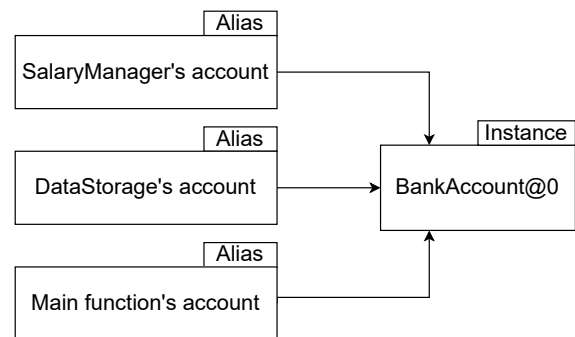 Alias
SalaryManager's account
Alias
DataStorage's account
Alias
Main function's account
Instance
BankAccount@0